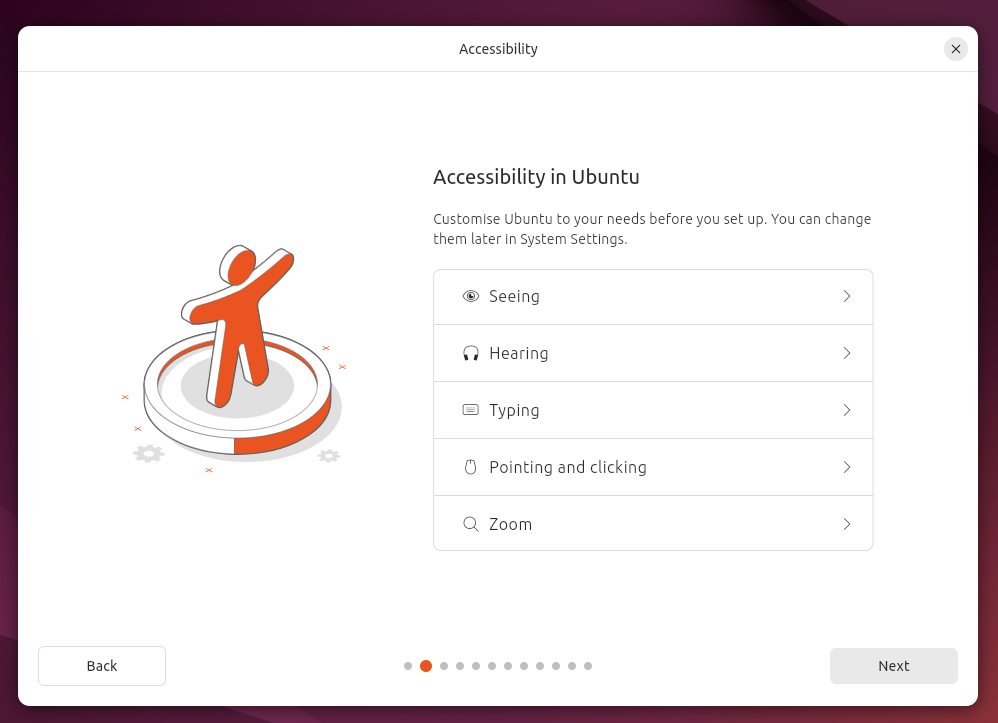 Accessibility
Accessibility in Ubuntu
Customise Ubuntu to your needs before you set up. You can change
them later in System Settings.
Seeing
Hearing
Typing
Pointing and clicking
Zoom
Back
Next